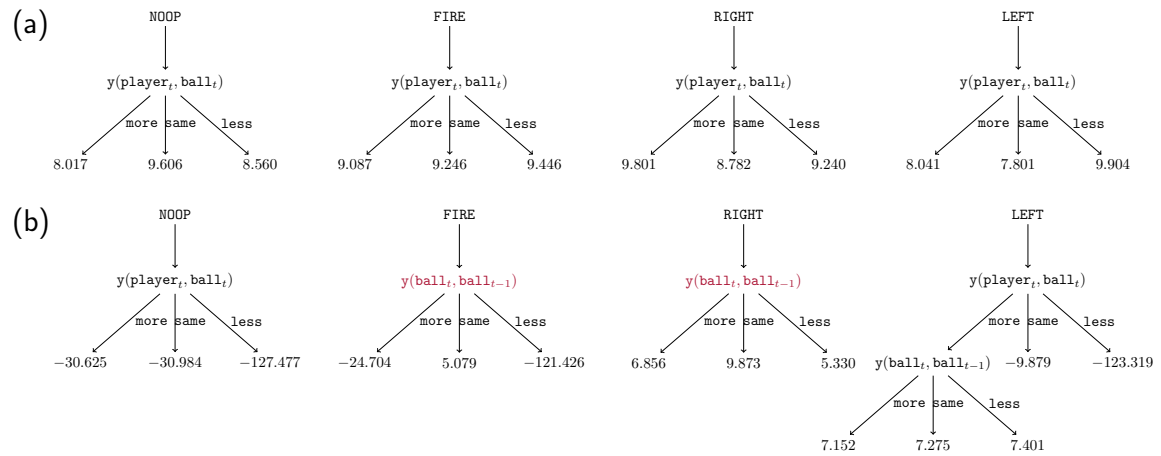 (a)
NOOP FIRE RIGHT LEFT
y(player_t, ball_t) y(player_t, ball_t) y(player_t, ball_t) y(player_t, ball_t)
more same less more same less more same less more same less
8.017 9.606 8.560 9.087 9.246 9.446 9.801 8.782 9.240 8.041 7.801 9.904
(b)
NOOP FIRE RIGHT LEFT
y(player_t, ball_t) y(ball_t, ball_{t−1}) y(ball_t, ball_{t−1}) y(player_t, ball_t)
more same less more same less more same less more same less
−30.625 −30.984 −127.477 −24.704 5.079 −121.426 6.856 9.873 5.330 y(ball_t, ball_{t−1}) −9.879 −123.319
more same less
7.152 7.275 7.401